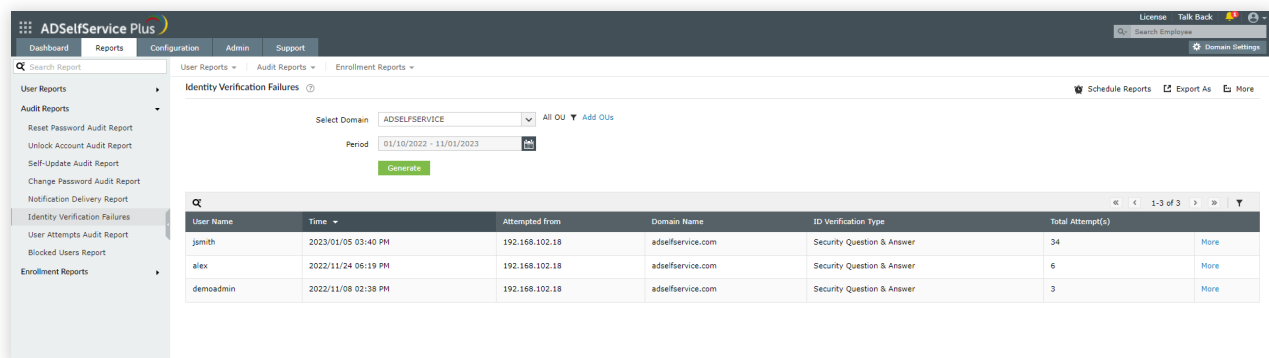 License Talk Back 1
ADSelfService Plus
Search Employee
Dashboard Reports Configuration Admin Support
Domain Settings
Search Report
User Reports Audit Reports Enrollment Reports
User Reports
Identity Verification Failures ?
Schedule Reports Export As More
Audit Reports
Reset Password Audit Report
Unlock Account Audit Report
Self-Update Audit Report
Change Password Audit Report
Notification Delivery Report
Identity Verification Failures
User Attempts Audit Report
Blocked Users Report
Enrollment Reports
Select Domain ADSELFSERVICE All OU Add OUs
Period 01/10/2022 - 11/01/2023
Generate
1-3 of 3
User Name Time Attempted from Domain Name ID Verification Type Total Attempt(s)
jsmith 2023/01/05 03:40 PM 192.168.102.18 adselfservice.com Security Question & Answer 34 More
alex 2022/11/24 06:19 PM 192.168.102.18 adselfservice.com Security Question & Answer 6 More
demoadmin 2022/11/08 02:38 PM 192.168.102.18 adselfservice.com Security Question & Answer 3 More